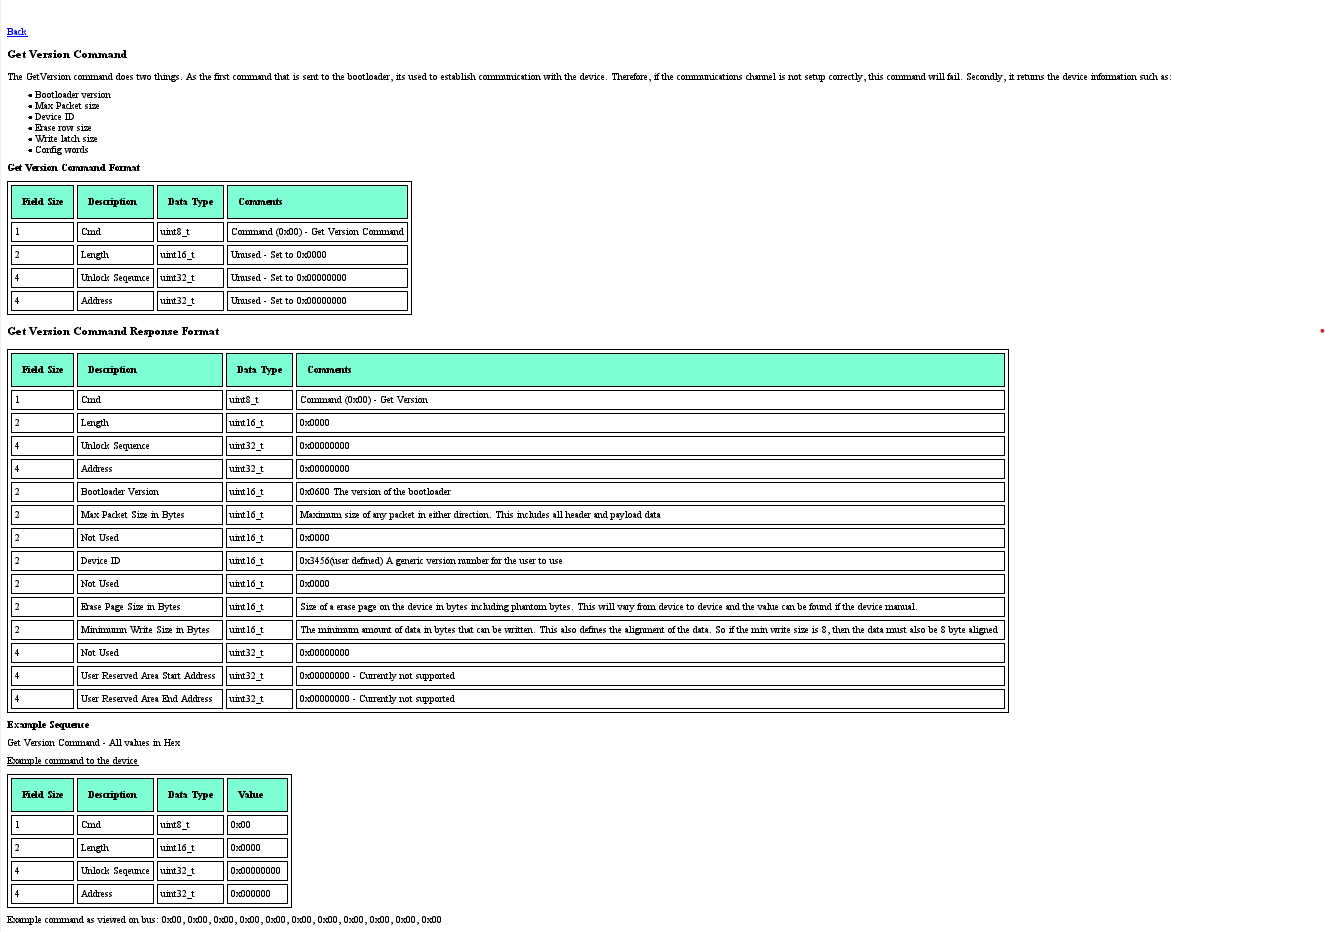 Back
Get Version Command
The GetVersion command does two things. As the first command that is sent to the bootloader, its used to establish communication with the device. Therefore, if the communications channel is not setup correctly, this command will fail. Secondly, it returns the device information such as:
• Bootloader version
• Max Packet size
• Device ID
• Erase row size
• Write latch size
• Config words
Get Version Command Format
Field Size Description Data Type Comments
1 Cmd uint8_t Command (0x00) - Get Version Command
2 Length uint16_t Unused - Set to 0x0000
4 Unlock Seqeunce uint32_t Unused - Set to 0x00000000
4 Address uint32_t Unused - Set to 0x00000000
Get Version Command Response Format
Field Size Description Data Type Comments
1 Cmd uint8_t Command (0x00) - Get Version
2 Length uint16_t 0x0000
4 Unlock Sequence uint32_t 0x00000000
4 Address uint32_t 0x00000000
2 Bootloader Version uint16_t 0x0600 The version of the bootloader
2 Max Packet Size in Bytes uint16_t Maximum size of any packet in either direction. This includes all header and payload data
2 Not Used uint16_t 0x0000
2 Device ID uint16_t 0x3456(user defined) A generic version number for the user to use
2 Not Used uint16_t 0x0000
2 Erase Page Size in Bytes uint16_t Size of a erase page on the device in bytes including phantom bytes. This will vary from device to device and the value can be found if the device manual.
2 Minimumn Write Size in Bytes uint16_t The minimum amount of data in bytes that can be written. This also defines the alignment of the data. So if the min write size is 8, then the data must also be 8 byte aligned
4 Not Used uint32_t 0x00000000
4 User Reserved Area Start Address uint32_t 0x00000000 - Currently not supported
4 User Reserved Area End Address uint32_t 0x00000000 - Currently not supported
Example Sequence
Get Version Command - All values in Hex
Example command to the device
Field Size Description Data Type Value
1 Cmd uint8_t 0x00
2 Length uint16_t 0x0000
4 Unlock Seqeunce uint32_t 0x00000000
4 Address uint32_t 0x000000
Example command as viewed on bus: 0x00, 0x00, 0x00, 0x00, 0x00, 0x00, 0x00, 0x00, 0x00, 0x00, 0x00